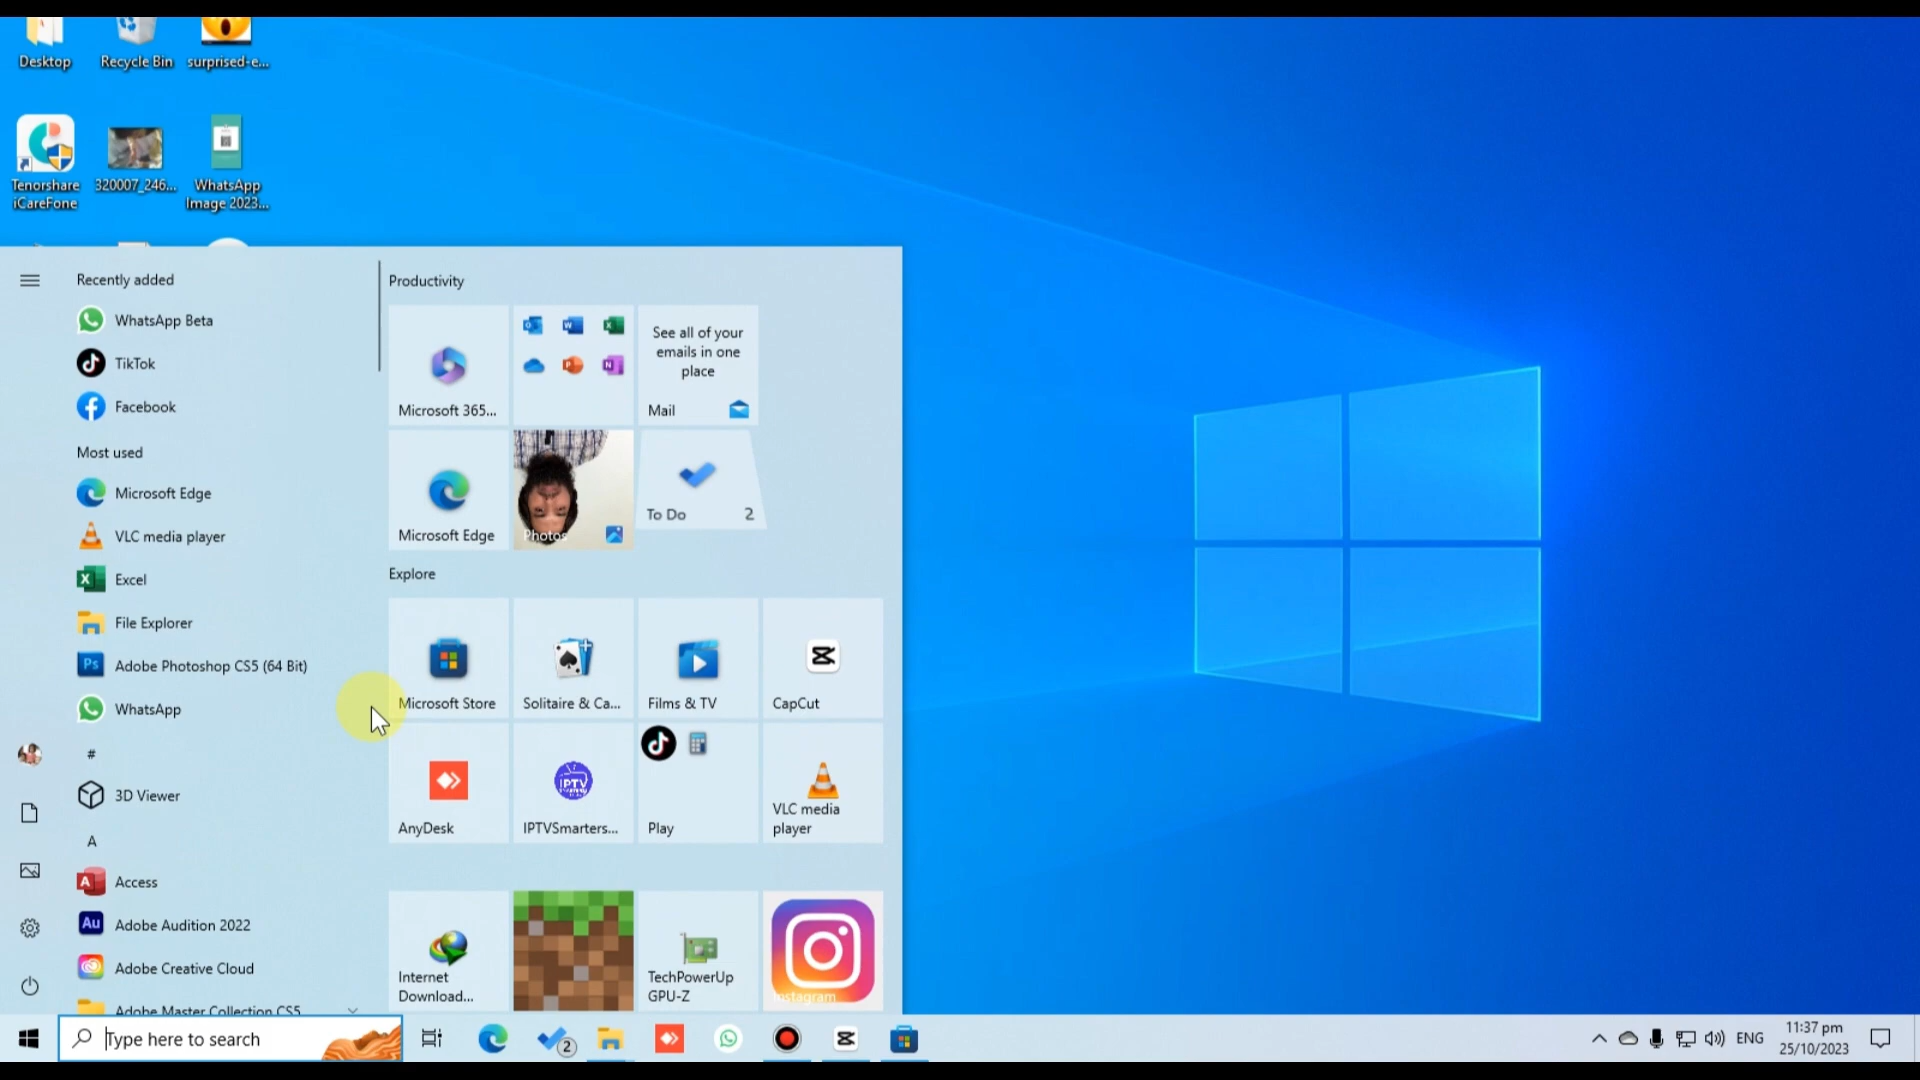 Desktop
Recycle Bin
surprised-e...
Tenorshare
iCareFone
320007_246...
WhatsApp
Image 2023...
Recently added
WhatsApp Beta
TikTok
Facebook
Most used
Microsoft Edge
VLC media player
Excel
File Explorer
Adobe Photoshop CS5 (64 Bit)
WhatsApp
#
3D Viewer
A
Access
Adobe Audition 2022
Adobe Creative Cloud
Adobe Master Collection CS5
Productivity
Microsoft 365...
See all of your
emails in one
place
Mail
Microsoft Edge
Photos
To Do
2
Explore
Microsoft Store
Solitaire & Ca...
Films & TV
CapCut
AnyDesk
IPTV
IPTVSmarters...
Play
VLC media
player
Internet
Download...
TechPowerUp
GPU-Z
Instagram
Type here to search
2
ENG
11:37 pm
25/10/2023